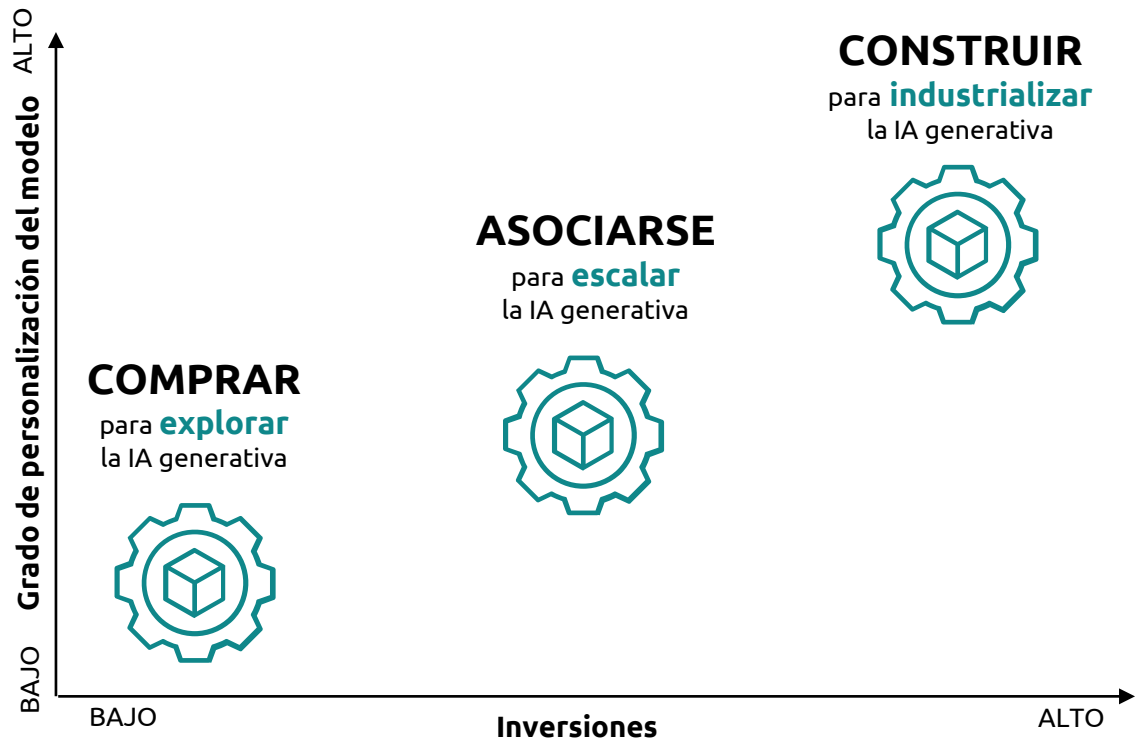 ALTO
Grado de personalización del modelo
BAJO
CONSTRUIR
para industrializar
la IA generativa
ASOCIARSE
para escalar
la IA generativa
COMPRAR
para explorar
la IA generativa
BAJO
Inversiones
ALTO